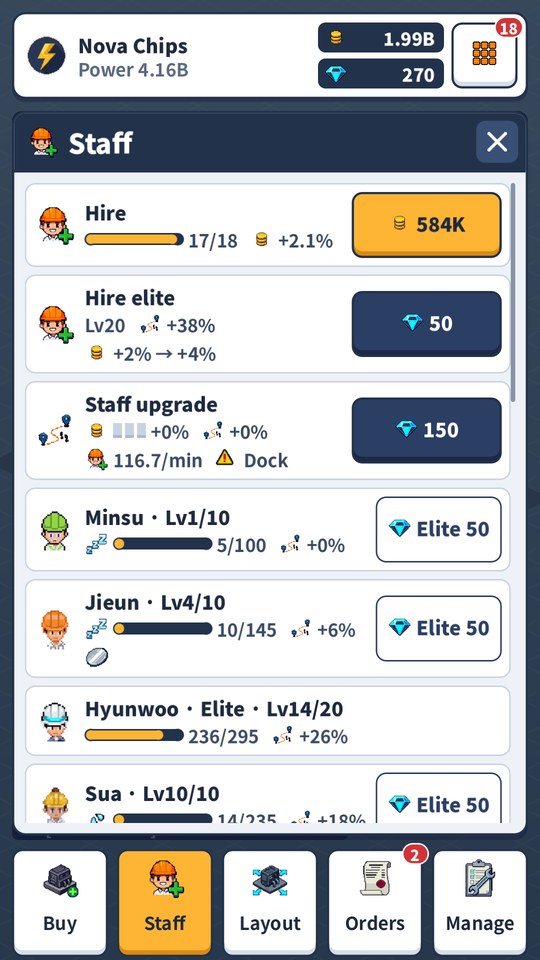 Nova Chips
Power 4.16B
1.99B
270
18
Staff
Hire
17/18 +2.1%
584K
Hire elite
Lv20 +38%
+2% → +4%
50
Staff upgrade
+0% +0%
116.7/min Dock
150
Minsu · Lv1/10
5/100 +0%
Elite 50
Jieun · Lv4/10
10/145 +6%
Elite 50
Hyunwoo · Elite · Lv14/20
236/295 +26%
Sua · Lv10/10
14/235 +18%
Elite 50
Buy
Staff
Layout
2
Orders
Manage